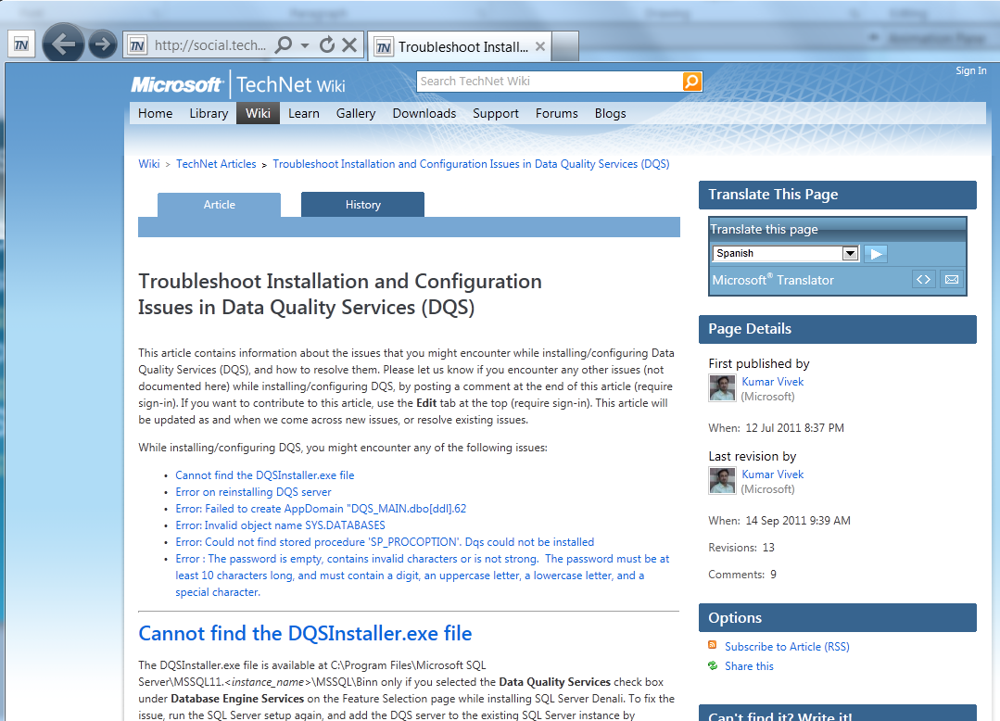 TN
TN
http://social.tech...
TN
Troubleshoot Install...
Sign In
Microsoft TechNet Wiki
Search TechNet Wiki
Home Library Wiki Learn Gallery Downloads Support Forums Blogs
Wiki > TechNet Articles > Troubleshoot Installation and Configuration Issues in Data Quality Services (DQS)
Article
History
Troubleshoot Installation and Configuration
Issues in Data Quality Services (DQS)
This article contains information about the issues that you might encounter while installing/configuring Data
Quality Services (DQS), and how to resolve them. Please let us know if you encounter any other issues (not
documented here) while installing/configuring DQS, by posting a comment at the end of this article (require
sign-in). If you want to contribute to this article, use the Edit tab at the top (require sign-in). This article will
be updated as and when we come across new issues, or resolve existing issues.
While installing/configuring DQS, you might encounter any of the following issues:
• Cannot find the DQSInstaller.exe file
• Error on reinstalling DQS server
• Error: Failed to create AppDomain "DQS_MAIN.dbo[ddl].62
• Error: Invalid object name SYS.DATABASES
• Error: Could not find stored procedure 'SP_PROCOPTION'. Dqs could not be installed
• Error : The password is empty, contains invalid characters or is not strong.  The password must be at
least 10 characters long, and must contain a digit, an uppercase letter, a lowercase letter, and a
special character.
Cannot find the DQSInstaller.exe file
The DQSInstaller.exe file is available at C:\Program Files\Microsoft SQL
Server\MSSQL11.<instance_name>\MSSQL\Binn only if you selected the Data Quality Services check box
under Database Engine Services on the Feature Selection page while installing SQL Server Denali. To fix the
issue, run the SQL Server setup again, and add the DQS server to the existing SQL Server instance by
Translate This Page
Translate this page
Spanish
Microsoft® Translator
Page Details
First published by
Kumar Vivek
(Microsoft)
When: 12 Jul 2011 8:37 PM
Last revision by
Kumar Vivek
(Microsoft)
When: 14 Sep 2011 9:39 AM
Revisions: 13
Comments: 9
Options
Subscribe to Article (RSS)
Share this
Can't find it? Write it!